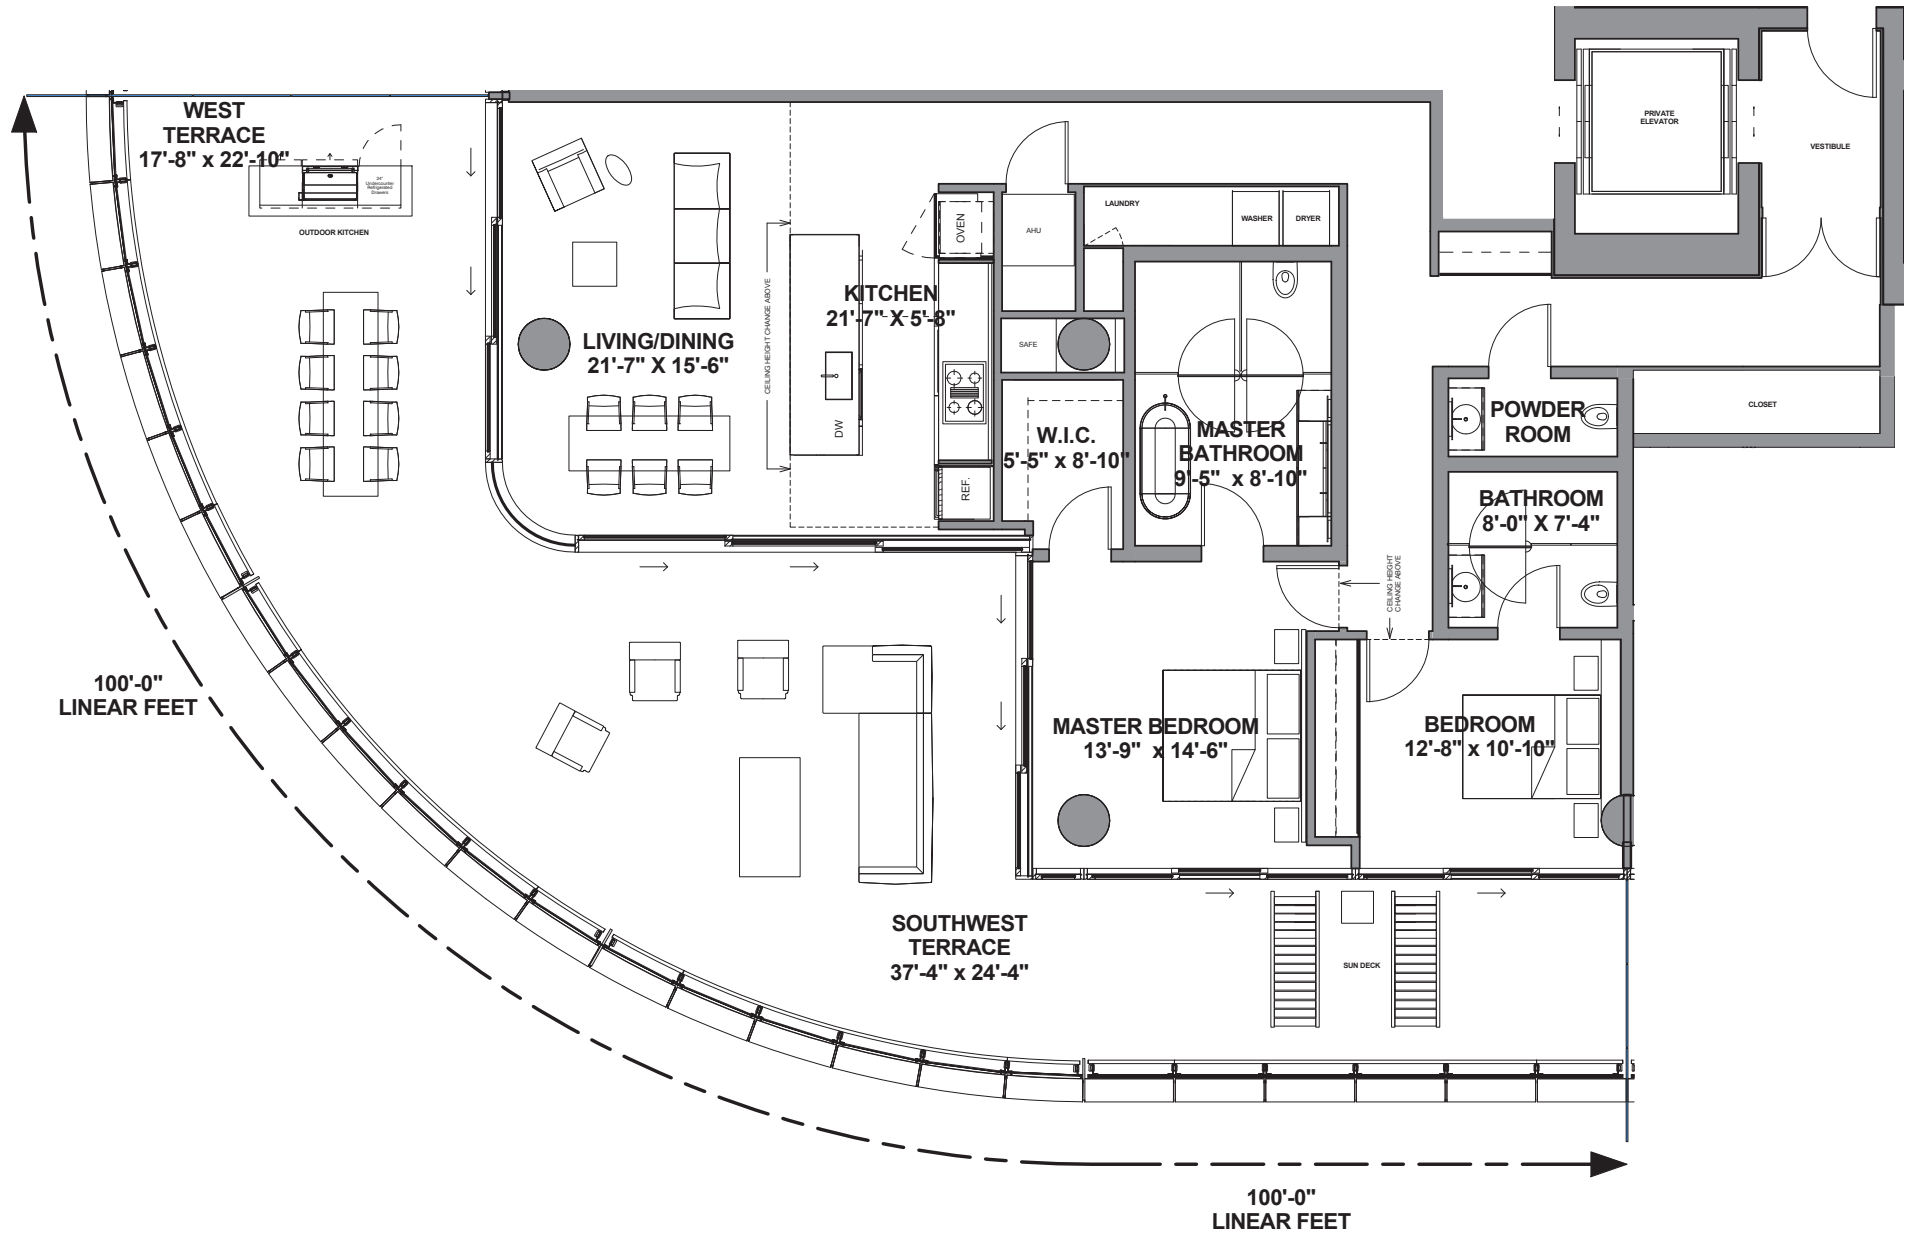 WEST
TERRACE
17'-8" x 22'-10"
24"
Undercounter
Refrigerated
Drawers
OUTDOOR KITCHEN
LIVING/DINING
21'-7" X 15'-6"
CEILING HEIGHT CHANGE ABOVE
KITCHEN
21'-7" X 5'-8"
DW
OVEN
REF.
AHU
LAUNDRY
WASHER
DRYER
SAFE
W.I.C.
5'-5" x 8'-10"
MASTER
BATHROOM
9'-5" x 8'-10"
PRIVATE
ELEVATOR
VESTIBULE
CLOSET
POWDER
ROOM
BATHROOM
8'-0" X 7'-4"
CEILING HEIGHT
CHANGE ABOVE
MASTER BEDROOM
13'-9" x 14'-6"
BEDROOM
12'-8" x 10'-10"
100'-0"
LINEAR FEET
SOUTHWEST
TERRACE
37'-4" x 24'-4"
SUN DECK
100'-0"
LINEAR FEET